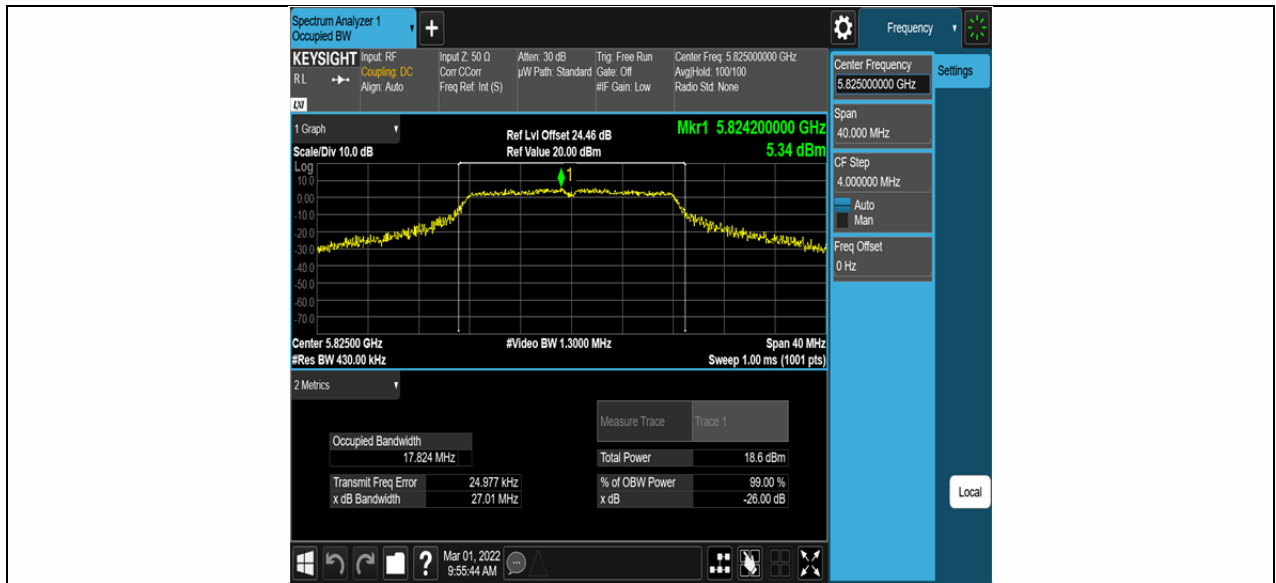 Spectrum Analyzer 1
Occupied BW
+
Frequency
KEYSIGHT
RL
LXI
Input: RF
Coupling: DC
Align: Auto
Input Z: 50 Ω
Corr CCorr
Freq Ref: Int (S)
Atten: 30 dB
µW Path: Standard
Trig: Free Run
Gate: Off
#IF Gain: Low
Center Freq: 5.825000000 GHz
Avg|Hold: 100/100
Radio Std: None
Center Frequency
5.825000000 GHz
Settings
Span
40.000 MHz
CF Step
4.000000 MHz
Auto
Man
Freq Offset
0 Hz
1 Graph
Scale/Div 10.0 dB
Ref Lvl Offset 24.46 dB
Ref Value 20.00 dBm
Mkr1 5.824200000 GHz
5.34 dBm
Log
1
10.0
0.00
-10.0
-20.0
-30.0
-40.0
-50.0
-60.0
-70.0
Center 5.82500 GHz
#Video BW 1.3000 MHz
Span 40 MHz
#Res BW 430.00 kHz
Sweep 1.00 ms (1001 pts)
2 Metrics
Measure Trace
Trace 1
Occupied Bandwidth
17.824 MHz
Total Power
18.6 dBm
Transmit Freq Error
24.977 kHz
% of OBW Power
99.00 %
x dB Bandwidth
27.01 MHz
x dB
-26.00 dB
Local
?
Mar 01, 2022
9:55:44 AM